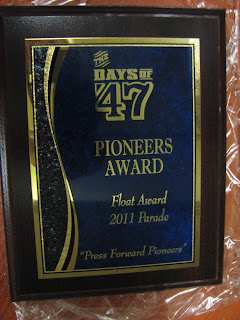 THE
DAYS OF
'47
PIONEERS
AWARD
Float Award
2011 Parade
"Press Forward Pioneers"